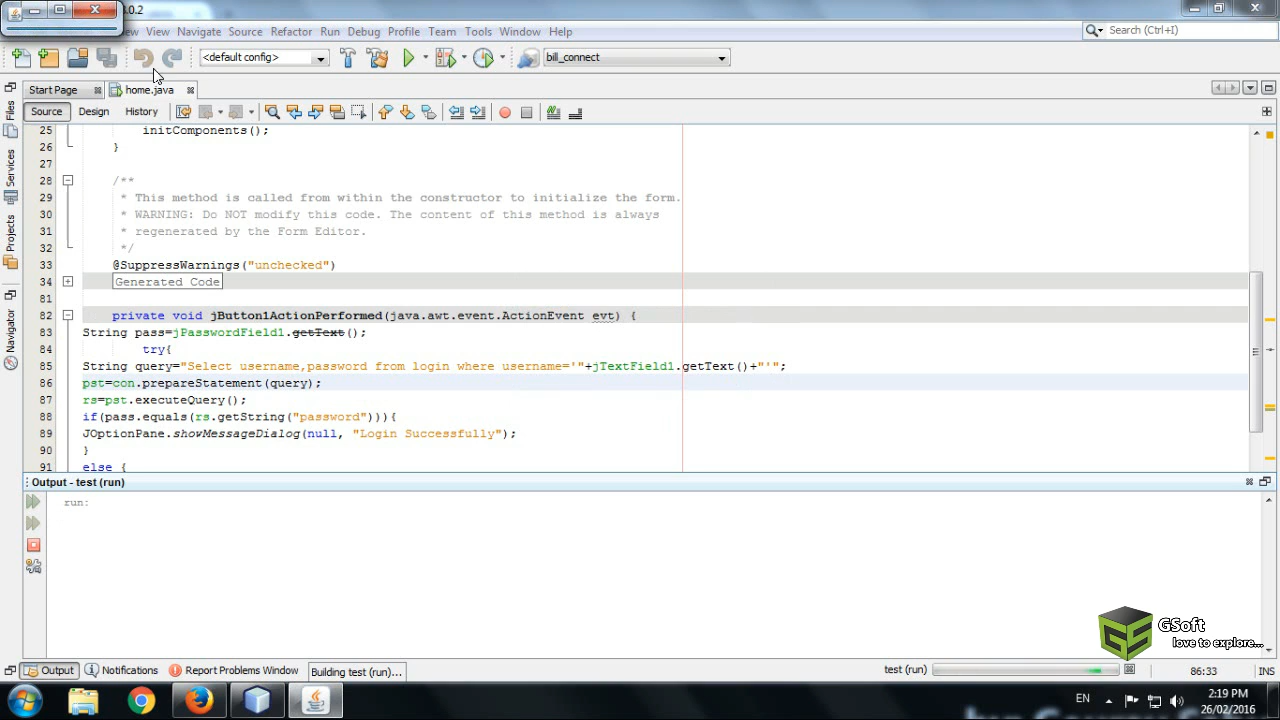 .0.2
View Navigate Source Refactor Run Debug Profile Team Tools Window Help
Search (Ctrl+I)
<default config>
bill_connect
Start Page home.java
Source Design History
Files
Services
Projects
Navigator
25 initComponents();
26 }
27
28 /**
29 * This method is called from within the constructor to initialize the form.
30 * WARNING: Do NOT modify this code. The content of this method is always
31 * regenerated by the Form Editor.
32 */
33 @SuppressWarnings("unchecked")
34 Generated Code
81
82 private void jButton1ActionPerformed(java.awt.event.ActionEvent evt) {
83 String pass=jPasswordField1.getText();
84 try{
85 String query="Select username,password from login where username='"+jTextField1.getText()+"'";
86 pst=con.prepareStatement(query);
87 rs=pst.executeQuery();
88 if(pass.equals(rs.getString("password"))){
89 JOptionPane.showMessageDialog(null, "Login Successfully");
90 }
91 else {
Output - test (run)
run:
GSoft
love to explore...
Output Notifications Report Problems Window Building test (run)... test (run) 86:33 INS
EN 2:19 PM
26/02/2016